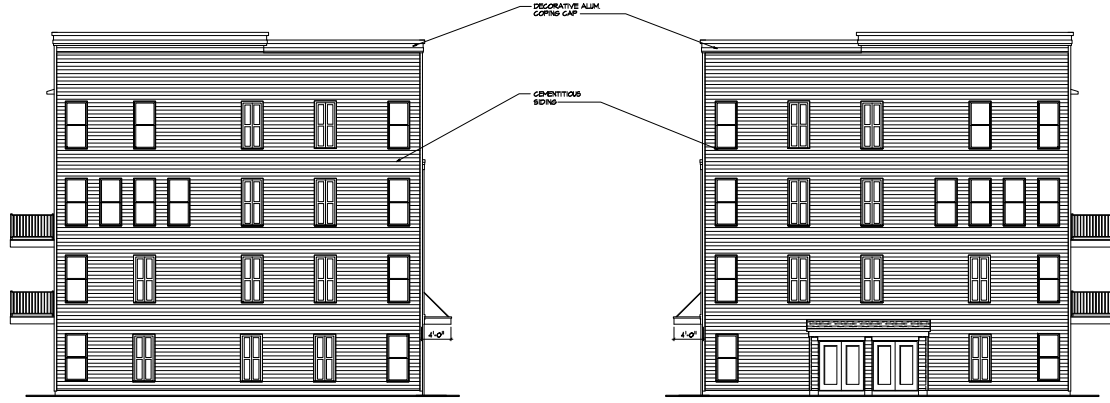 DECORATIVE ALUM.
COPING CAP
CEMENTITIOUS
SIDING
4'-0"
4'-0"